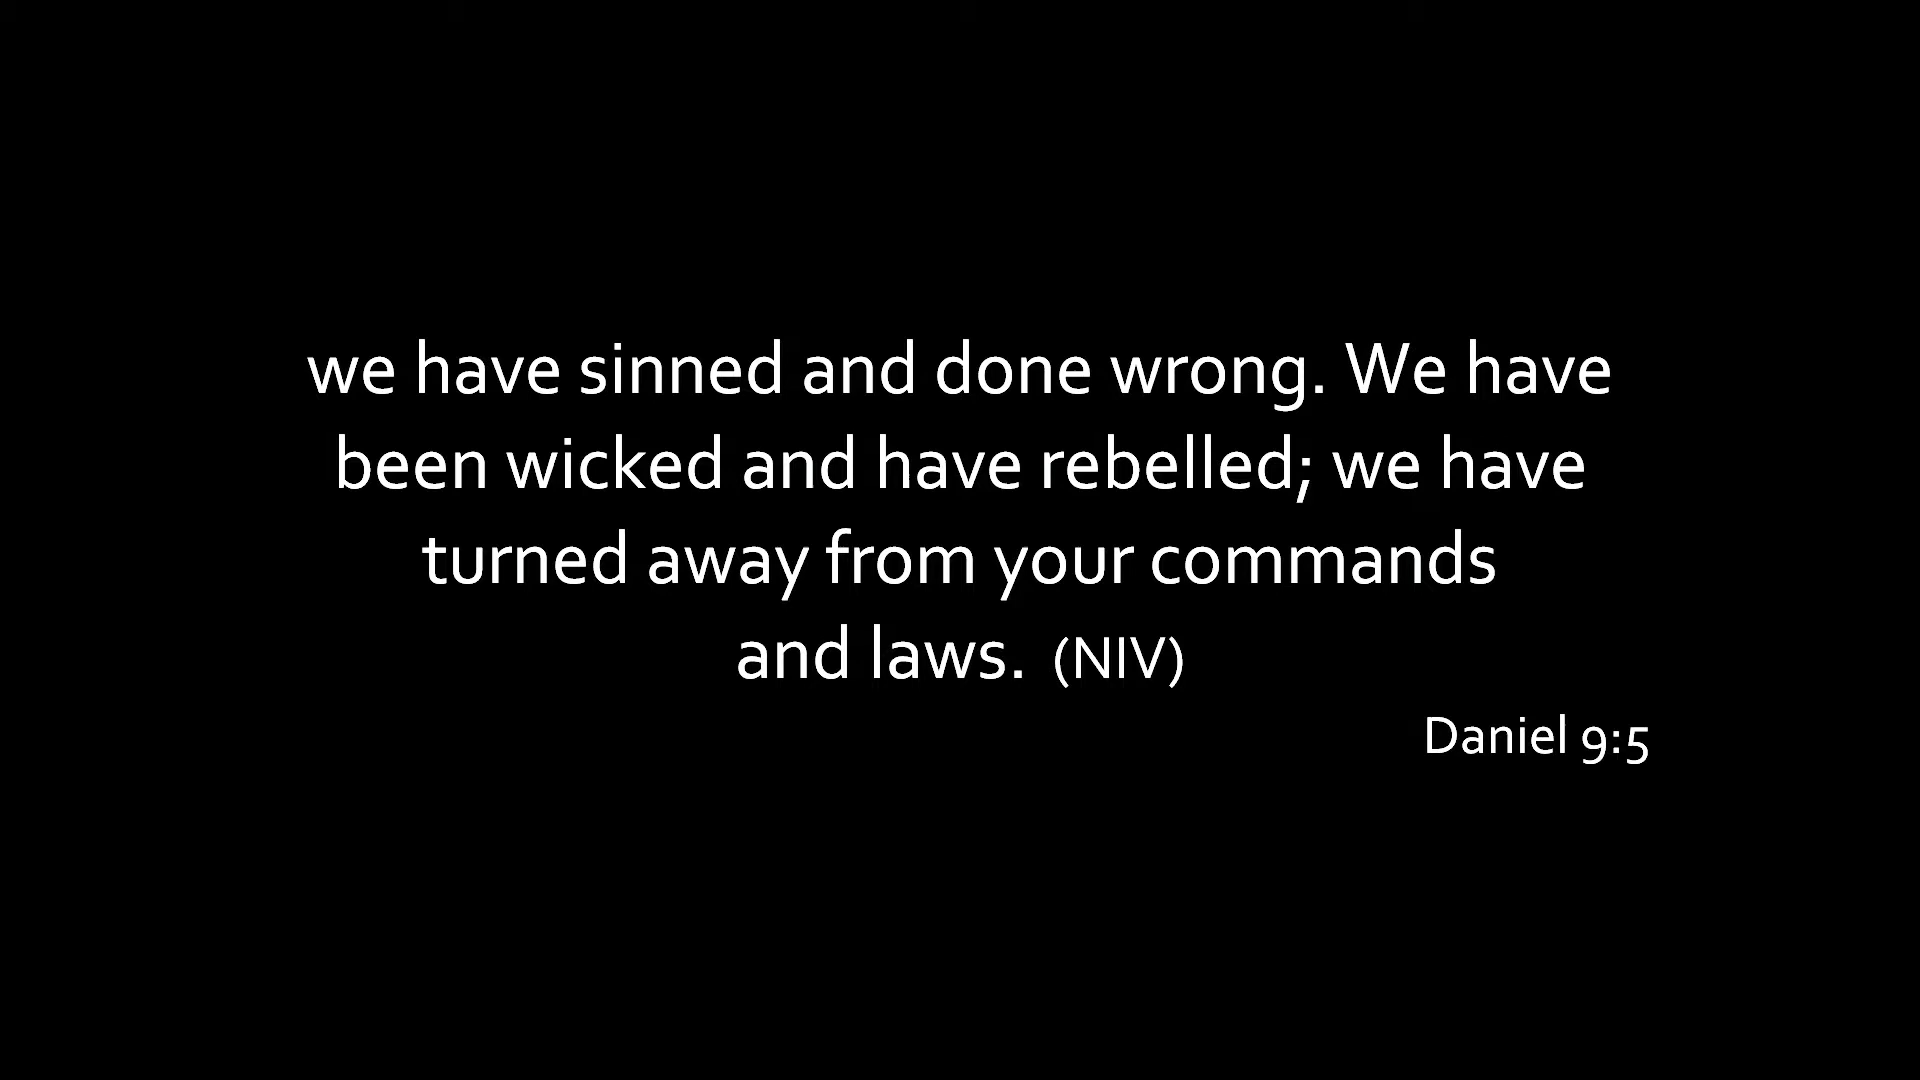 we have sinned and done wrong. We have
been wicked and have rebelled; we have
turned away from your commands
and laws. (NIV)
Daniel 9:5